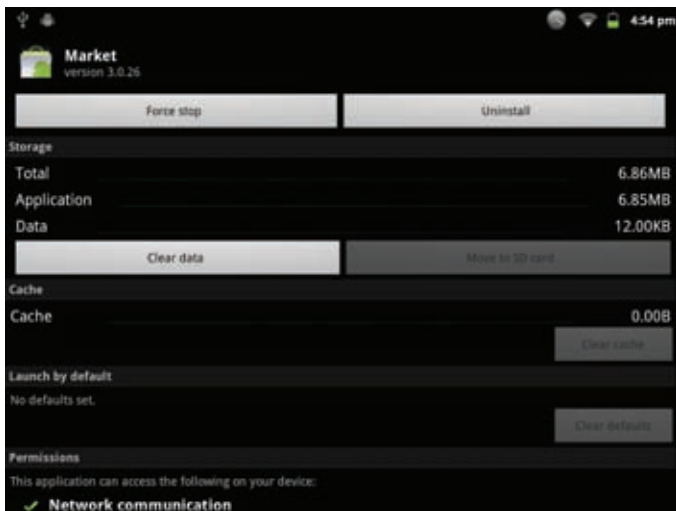 4:54 pm
Market
version 3.0.26
Force stop
Uninstall
Storage
Total 6.86MB
Application 6.85MB
Data 12.00KB
Clear data
Move to SD card
Cache
Cache 0.00B
Clear cache
Launch by default
No defaults set.
Clear defaults
Permissions
This application can access the following on your device:
Network communication